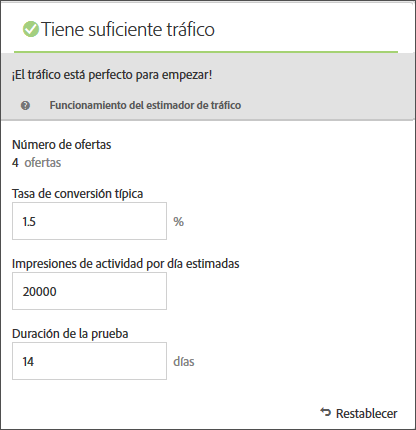 Tiene suficiente tráfico
¡El tráfico está perfecto para empezar!
Funcionamiento del estimador de tráfico
Número de ofertas
4 ofertas
Tasa de conversión típica
1.5 %
Impresiones de actividad por día estimadas
20000
Duración de la prueba
14 días
Restablecer